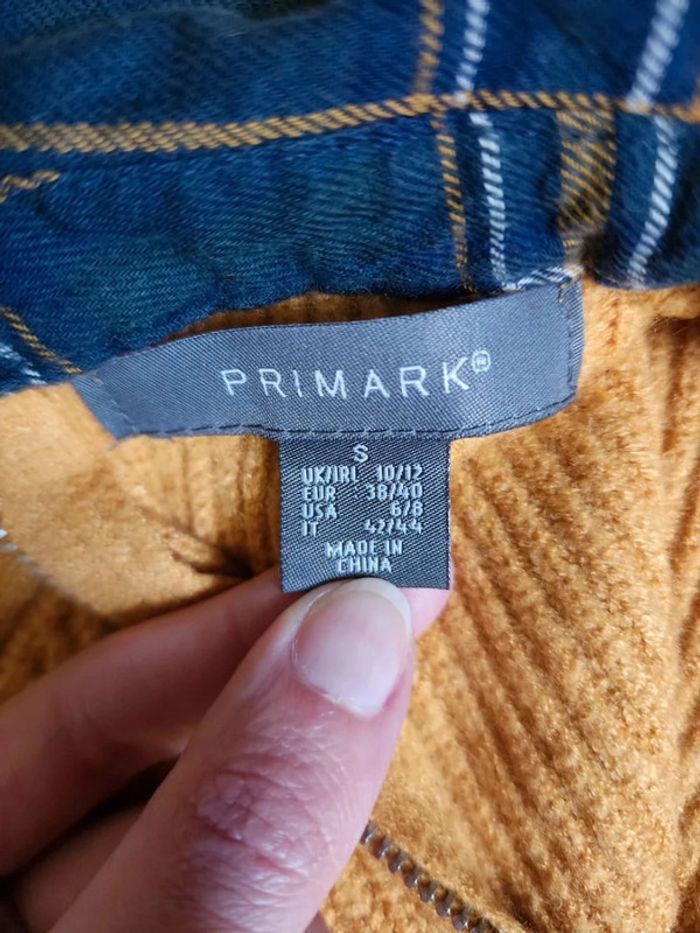 PRIMARK®
S
UK/IRL 10/12
EUR 38/40
USA 6/8
IT 42/44
MADE IN
CHINA